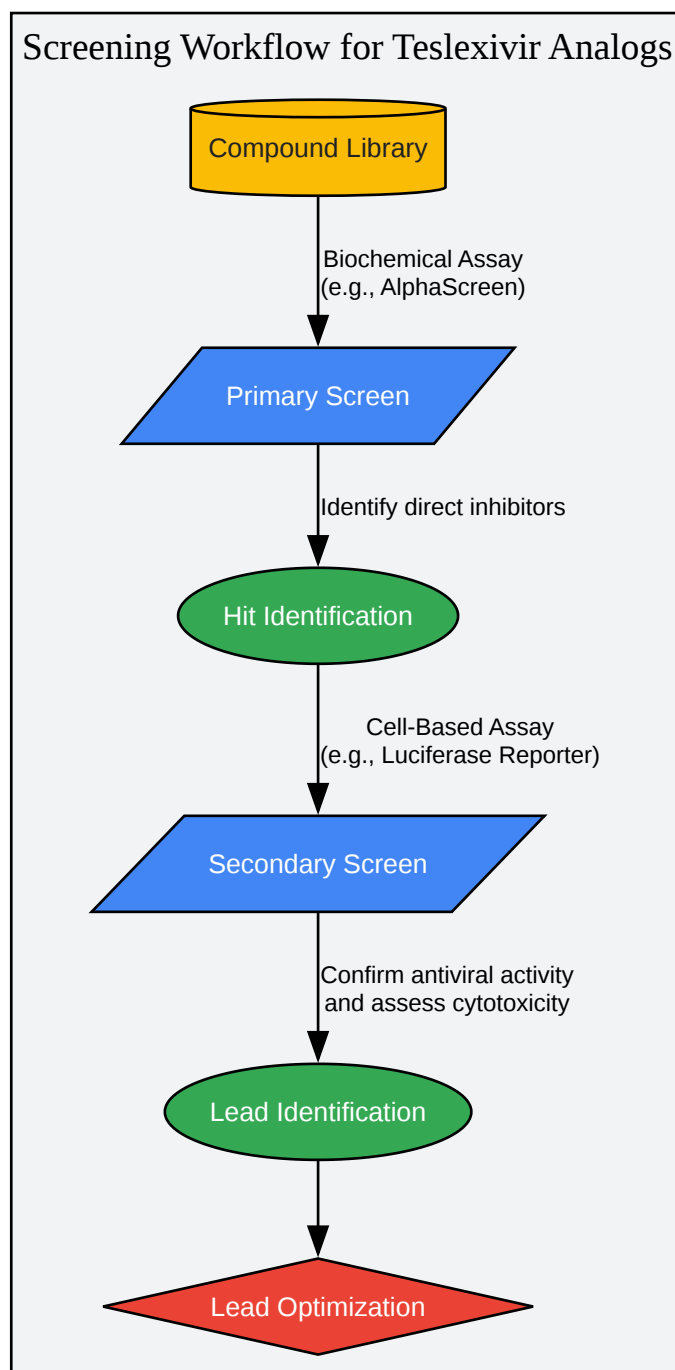 Screening Workflow for Teslexivir Analogs
Compound Library
Biochemical Assay
(e.g., AlphaScreen)
Primary Screen
Identify direct inhibitors
Hit Identification
Cell-Based Assay
(e.g., Luciferase Reporter)
Secondary Screen
Confirm antiviral activity
and assess cytotoxicity
Lead Identification
Lead Optimization